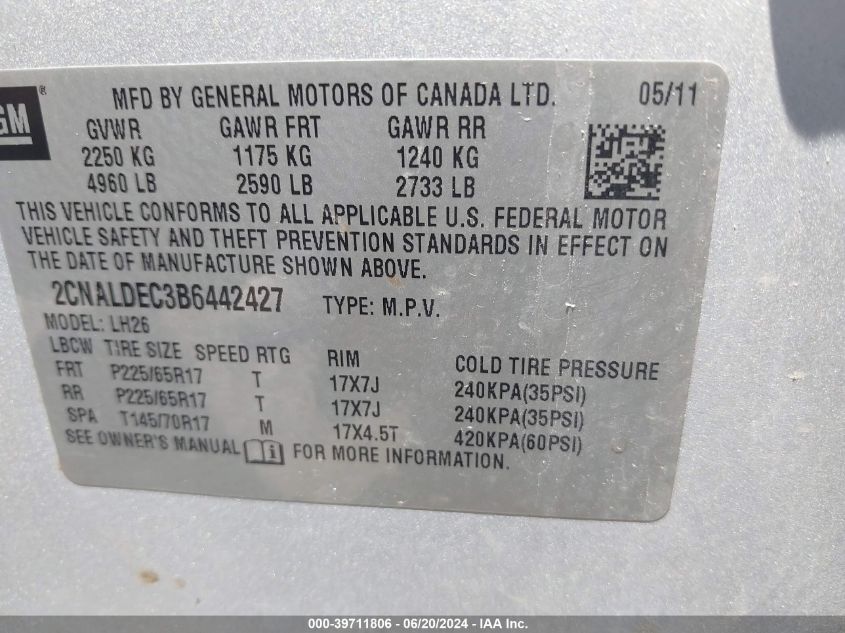 GM®
MFD BY GENERAL MOTORS OF CANADA LTD. 05/11
GVWR GAWR FRT GAWR RR
2250 KG 1175 KG 1240 KG
4960 LB 2590 LB 2733 LB
THIS VEHICLE CONFORMS TO ALL APPLICABLE U.S. FEDERAL MOTOR
VEHICLE SAFETY AND THEFT PREVENTION STANDARDS IN EFFECT ON
THE DATE OF MANUFACTURE SHOWN ABOVE.
2CNALDEC3B6442427 TYPE: M.P.V.
MODEL: LH26
LBCW TIRE SIZE SPEED RTG RIM COLD TIRE PRESSURE
FRT P225/65R17 T 17X7J 240KPA(35PSI)
RR P225/65R17 T 17X7J 240KPA(35PSI)
SPA T145/70R17 M 17X4.5T 420KPA(60PSI)
SEE OWNER'S MANUAL FOR MORE INFORMATION.
000-39711806 - 06/20/2024 - IAA Inc.